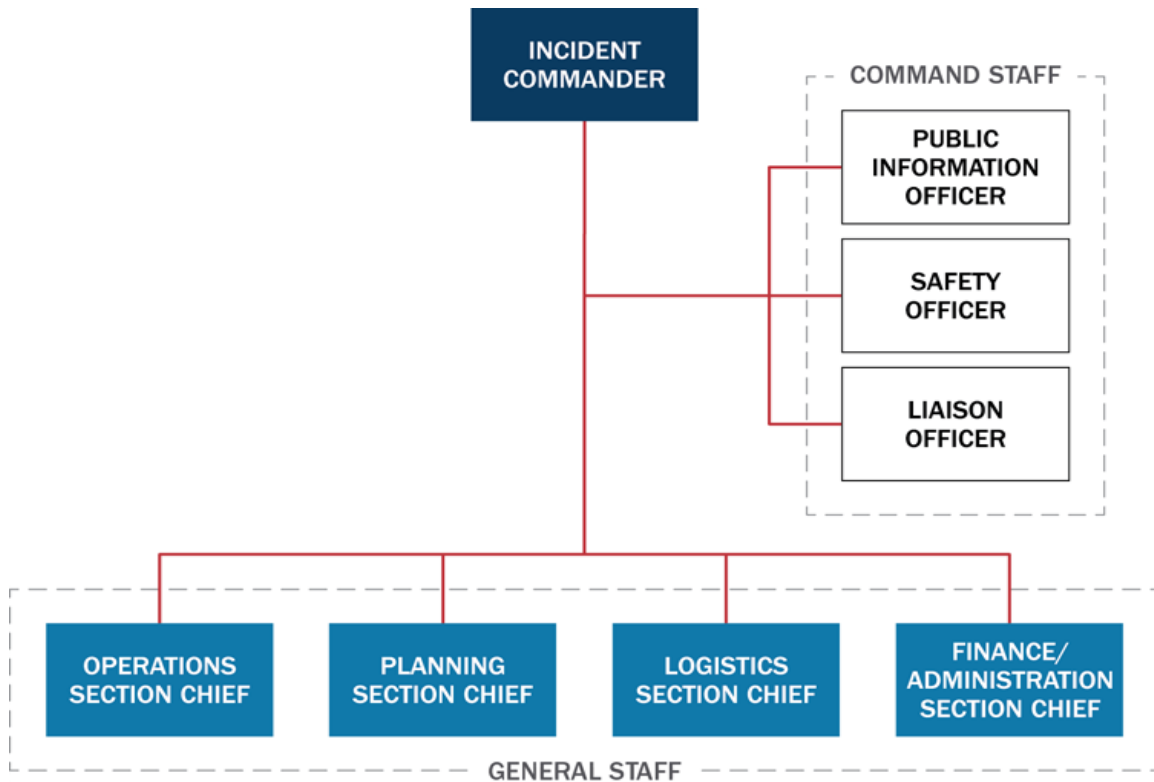 INCIDENT
COMMANDER
COMMAND STAFF
PUBLIC
INFORMATION
OFFICER
SAFETY
OFFICER
LIAISON
OFFICER
OPERATIONS
SECTION CHIEF
PLANNING
SECTION CHIEF
LOGISTICS
SECTION CHIEF
FINANCE/
ADMINISTRATION
SECTION CHIEF
GENERAL STAFF